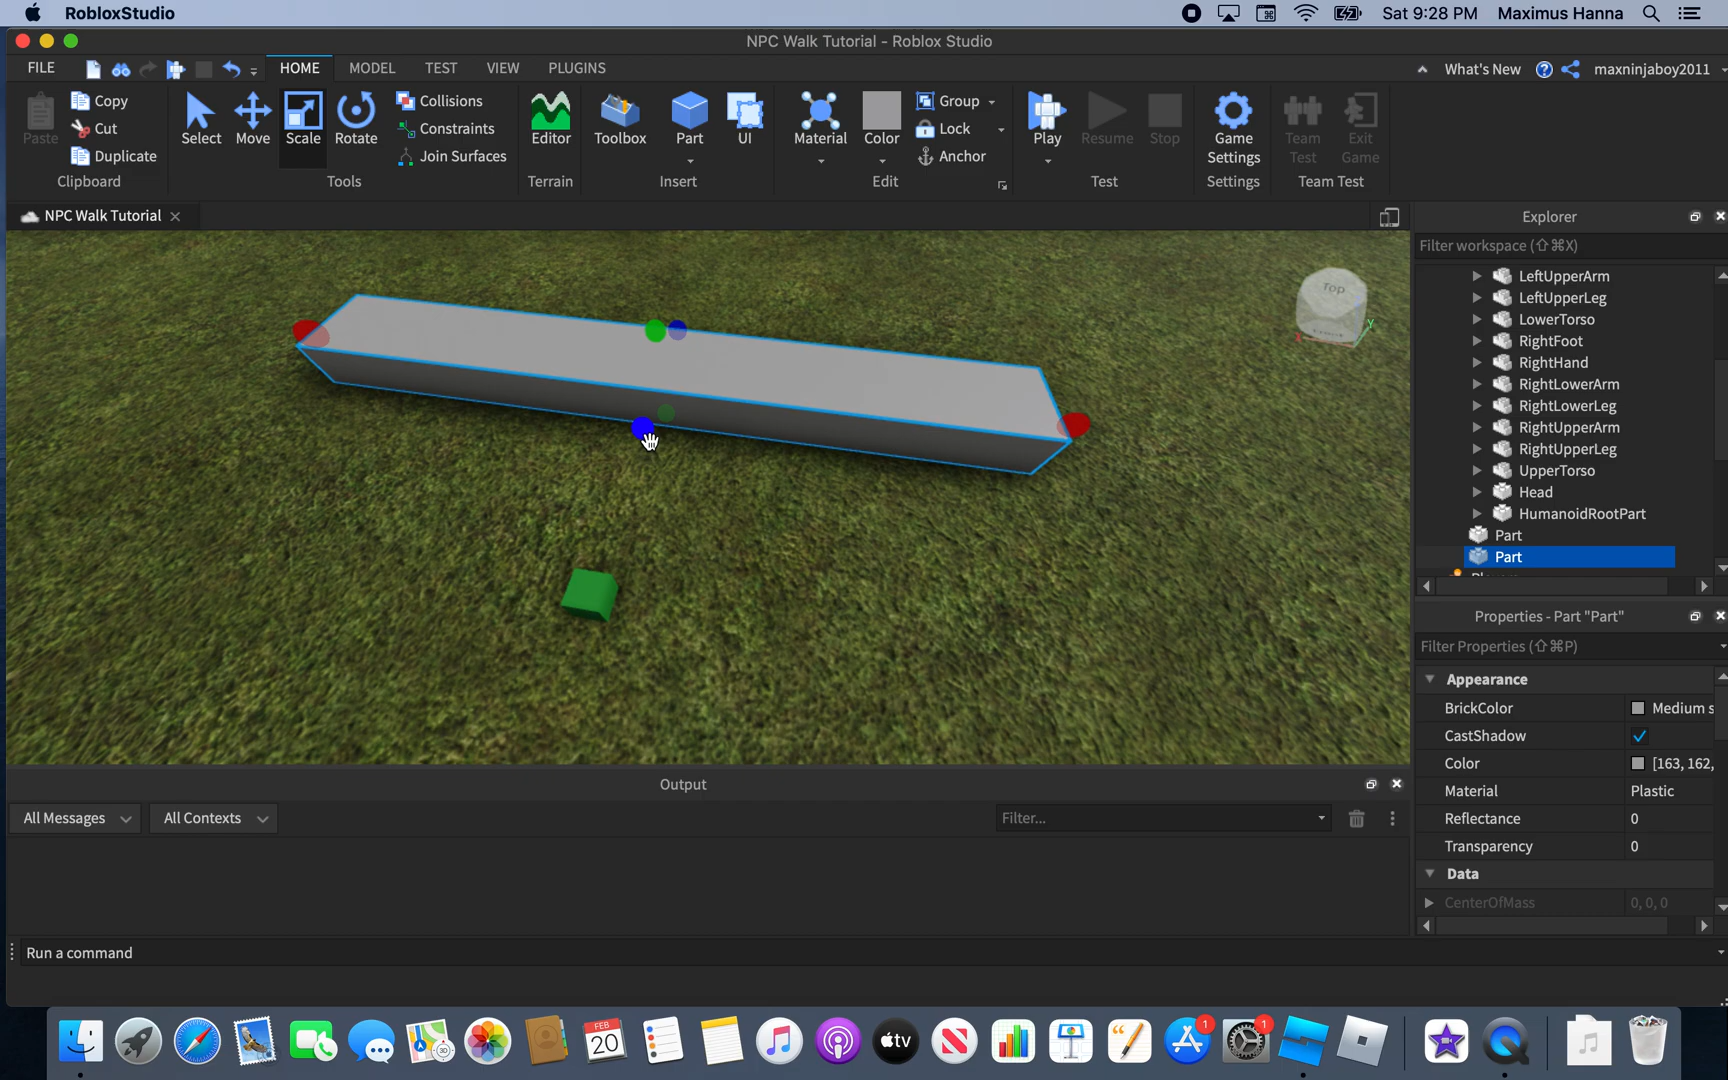 RobloxStudio
Sat 9:28 PM
Maximus Hanna
NPC Walk Tutorial - Roblox Studio
FILE
HOME
MODEL
TEST
VIEW
PLUGINS
What's New
maxninjaboy2011
Paste
Copy
Cut
Duplicate
Clipboard
Select
Move
Scale
Rotate
Collisions
Constraints
Join Surfaces
Tools
Editor
Terrain
Toolbox
Part
UI
Insert
Material
Color
Group
Lock
Anchor
Edit
Play
Resume
Stop
Test
Game
Settings
Settings
Team
Test
Exit
Game
Team Test
NPC Walk Tutorial
Top
x
y
Explorer
Filter workspace (⇧⌘X)
LeftUpperArm
LeftUpperLeg
LowerTorso
RightFoot
RightHand
RightLowerArm
RightLowerLeg
RightUpperArm
RightUpperLeg
UpperTorso
Head
HumanoidRootPart
Part
Part
Properties - Part "Part"
Filter Properties (⇧⌘P)
Appearance
BrickColor
Medium s
CastShadow
Color
[163, 162,
Material
Plastic
Reflectance
0
Transparency
0
Data
CenterOfMass
0, 0, 0
Output
All Messages
All Contexts
Filter...
Run a command
3D
FEB
20
tv
1
1